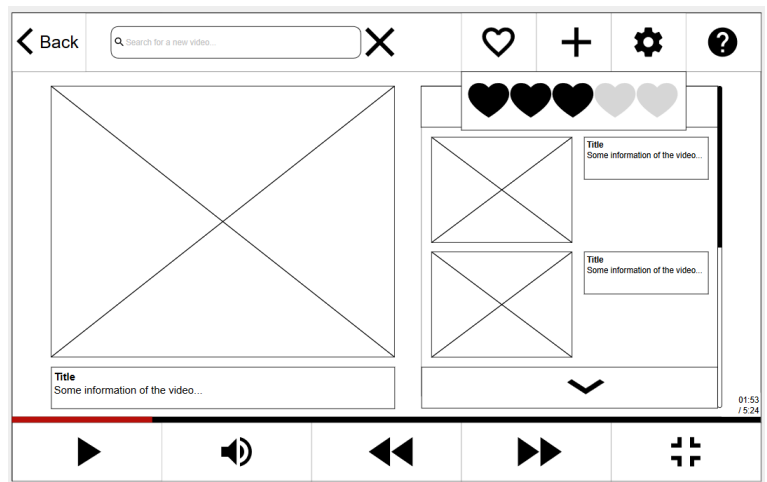 Back
Search for a new video...
Title
Some information of the video...
Title
Some information of the video...
Title
Some information of the video...
01:53
/ 5:24